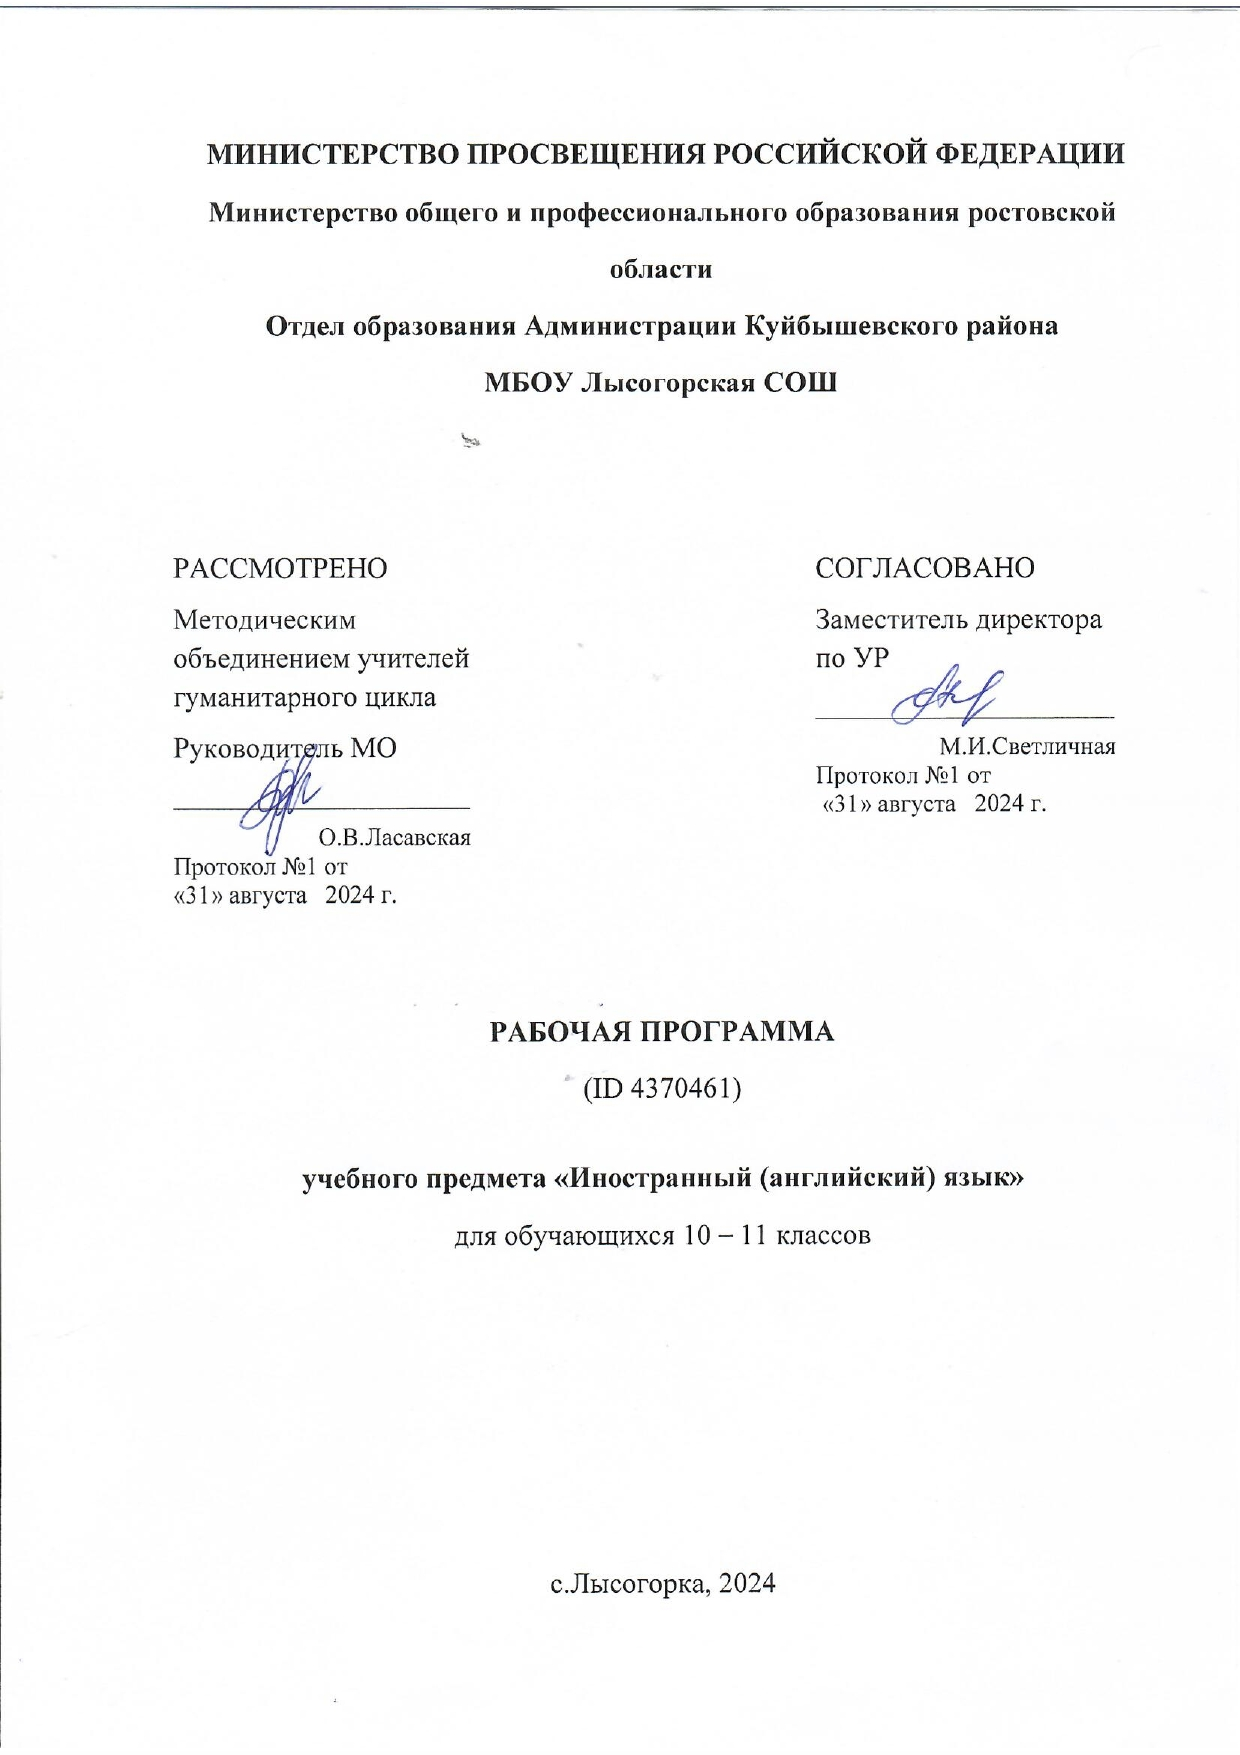 МИНИСТЕРСТВО ПРОСВЕЩЕНИЯ РОССИЙСКОЙ ФЕДЕРАЦИИ
Министерство общего и профессионального образования ростовской
области
Отдел образования Администрации Куйбышевского района
МБОУ Лысогорская СОШ
РАССМОТРЕНО
Методическим
объединением учителей
гуманитарного цикла
Руководитель МО
О.В.Ласавская
Протокол №1 от
«31» августа 2024 г.
СОГЛАСОВАНО
Заместитель директора
по УР
М.И.Светличная
Протокол №1 от
«31» августа 2024 г.
РАБОЧАЯ ПРОГРАММА
(ID 4370461)
учебного предмета «Иностранный (английский) язык»
для обучающихся 10 – 11 классов
с.Лысогорка, 2024